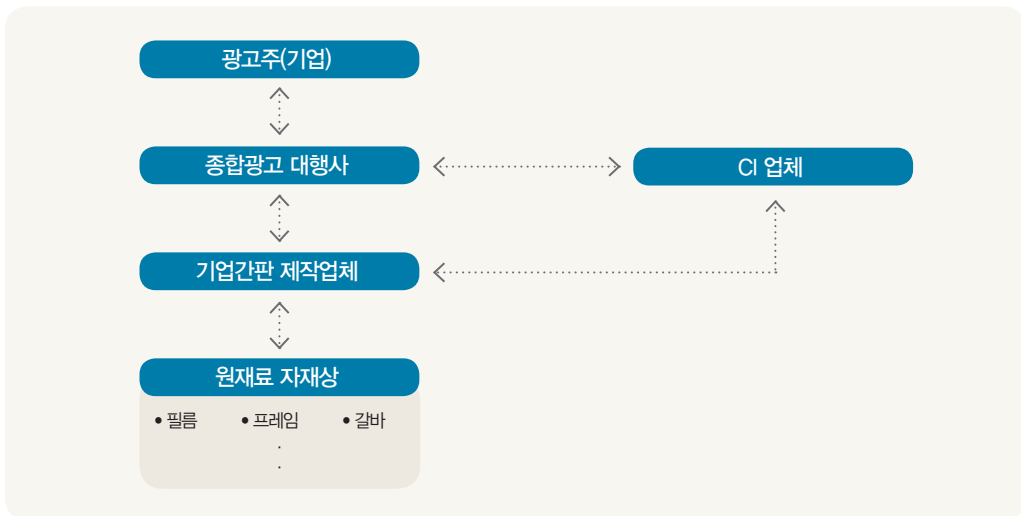 광고주(기업)
종합광고 대행사
CI 업체
기업간판 제작업체
원재료 자재상
• 필름 • 프레임 • 갈바
.
.